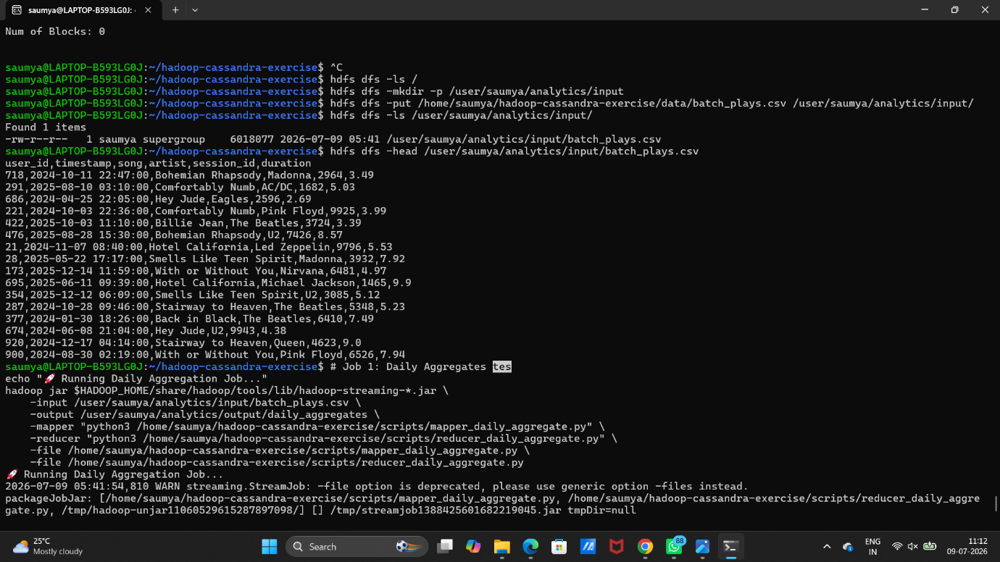 saumya@LAPTOP-B593LG0J: ~
Num of Blocks: 0
saumya@LAPTOP-B593LG0J:~/hadoop-cassandra-exercise$ ^C
saumya@LAPTOP-B593LG0J:~/hadoop-cassandra-exercise$ hdfs dfs -ls /
saumya@LAPTOP-B593LG0J:~/hadoop-cassandra-exercise$ hdfs dfs -mkdir -p /user/saumya/analytics/input
saumya@LAPTOP-B593LG0J:~/hadoop-cassandra-exercise$ hdfs dfs -put /home/saumya/hadoop-cassandra-exercise/data/batch_plays.csv /user/saumya/analytics/input/
saumya@LAPTOP-B593LG0J:~/hadoop-cassandra-exercise$ hdfs dfs -ls /user/saumya/analytics/input/
Found 1 items
-rw-r--r--   1 saumya supergroup    6018077 2026-07-09 05:41 /user/saumya/analytics/input/batch_plays.csv
saumya@LAPTOP-B593LG0J:~/hadoop-cassandra-exercise$ hdfs dfs -head /user/saumya/analytics/input/batch_plays.csv
user_id,timestamp,song,artist,session_id,duration
718,2024-10-11 22:47:00,Bohemian Rhapsody,Madonna,2964,3.49
291,2025-08-10 03:10:00,Comfortably Numb,AC/DC,1682,5.03
686,2024-04-25 22:05:00,Hey Jude,Eagles,2596,2.69
221,2024-10-03 22:36:00,Comfortably Numb,Pink Floyd,9925,3.99
422,2025-10-03 11:10:00,Billie Jean,The Beatles,3724,3.39
476,2025-08-28 15:30:00,Bohemian Rhapsody,U2,7426,8.57
21,2024-11-07 08:40:00,Hotel California,Led Zeppelin,9796,5.53
28,2025-05-22 17:17:00,Smells Like Teen Spirit,Madonna,3932,7.92
173,2025-12-14 11:59:00,With or Without You,Nirvana,6481,4.97
695,2025-06-11 09:39:00,Hotel California,Michael Jackson,1465,9.9
354,2025-12-12 06:09:00,Smells Like Teen Spirit,U2,3085,5.12
287,2024-10-28 09:46:00,Stairway to Heaven,The Beatles,5348,5.23
377,2024-01-30 18:26:00,Back in Black,The Beatles,6410,7.49
674,2024-06-08 21:04:00,Hey Jude,U2,9943,4.38
920,2024-12-17 04:14:00,Stairway to Heaven,Queen,4623,9.0
900,2024-08-30 02:19:00,With or Without You,Pink Floyd,6526,7.94
saumya@LAPTOP-B593LG0J:~/hadoop-cassandra-exercise$ # Job 1: Daily Aggregates tes
echo "🚀 Running Daily Aggregation Job..."
hadoop jar $HADOOP_HOME/share/hadoop/tools/lib/hadoop-streaming-*.jar \
    -input /user/saumya/analytics/input/batch_plays.csv \
    -output /user/saumya/analytics/output/daily_aggregates \
    -mapper "python3 /home/saumya/hadoop-cassandra-exercise/scripts/mapper_daily_aggregate.py" \
    -reducer "python3 /home/saumya/hadoop-cassandra-exercise/scripts/reducer_daily_aggregate.py" \
    -file /home/saumya/hadoop-cassandra-exercise/scripts/mapper_daily_aggregate.py \
    -file /home/saumya/hadoop-cassandra-exercise/scripts/reducer_daily_aggregate.py
🚀 Running Daily Aggregation Job...
2026-07-09 05:41:54,810 WARN streaming.StreamJob: -file option is deprecated, please use generic option -files instead.
packageJobJar: [/home/saumya/hadoop-cassandra-exercise/scripts/mapper_daily_aggregate.py, /home/saumya/hadoop-cassandra-exercise/scripts/reducer_daily_aggre
gate.py, /tmp/hadoop-unjar11060529615287897098/] [] /tmp/streamjob1388425601682219045.jar tmpDir=null
25°C
Mostly cloudy
Search
88
ENG
IN
11:12
09-07-2026